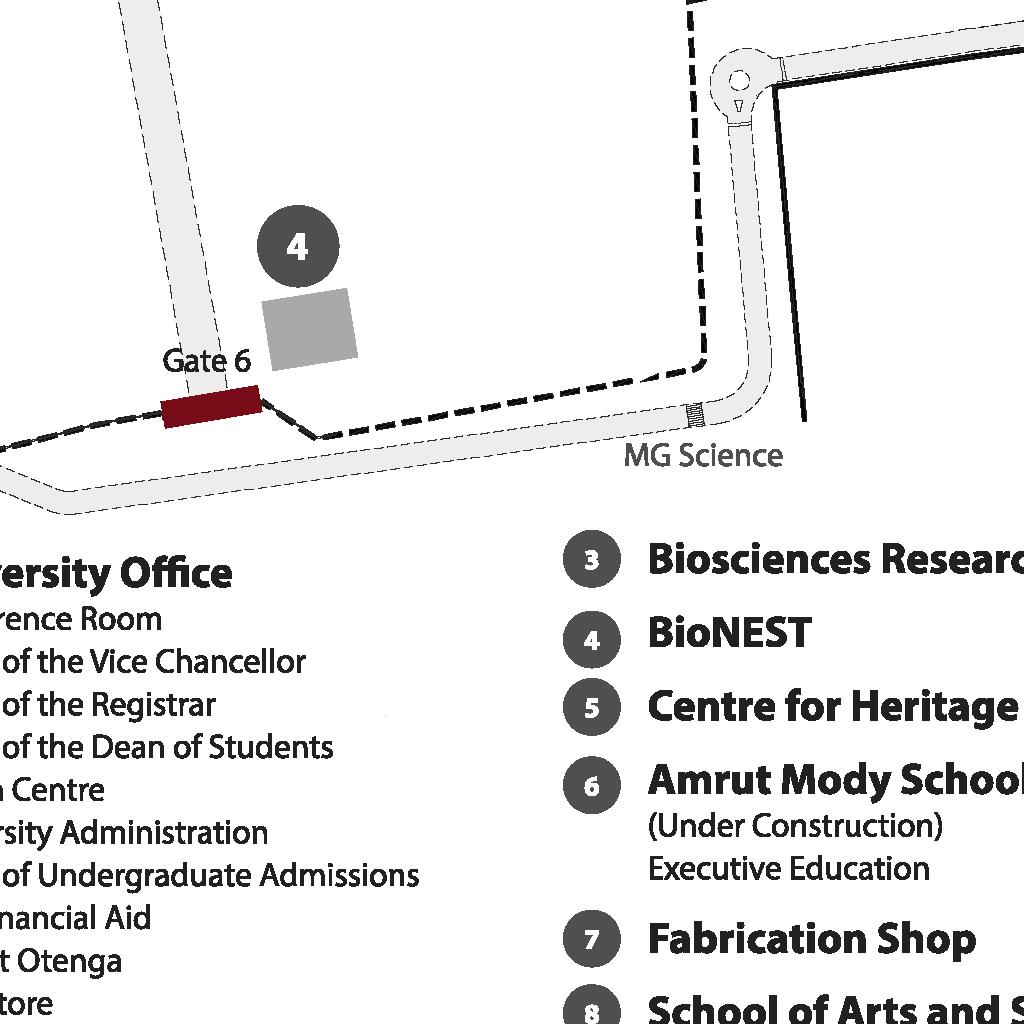 4
Gate 6
MG Science
ersity Office
rence Room
of the Vice Chancellor
of the Registrar
of the Dean of Students
Centre
rsity Administration
of Undergraduate Admissions
nancial Aid
t Otenga
tore
3 Biosciences Researc
4 BioNEST
5 Centre for Heritage
6 Amrut Mody School
(Under Construction)
Executive Education
7 Fabrication Shop
8 School of Arts and S